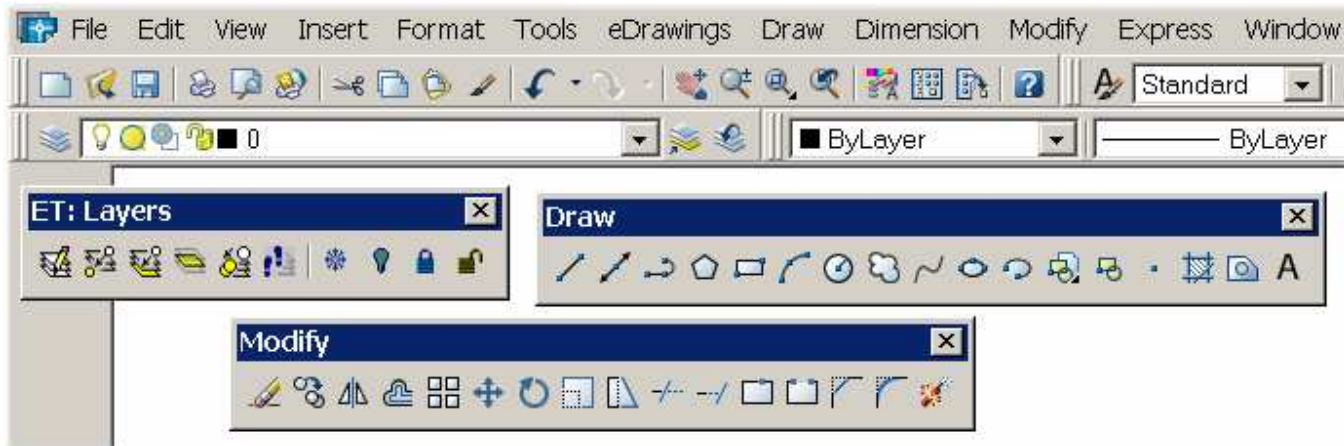 File Edit View Insert Format Tools eDrawings Draw Dimension Modify Express Window
Standard
0 ByLayer ByLayer
ET: Layers
Draw
A
Modify